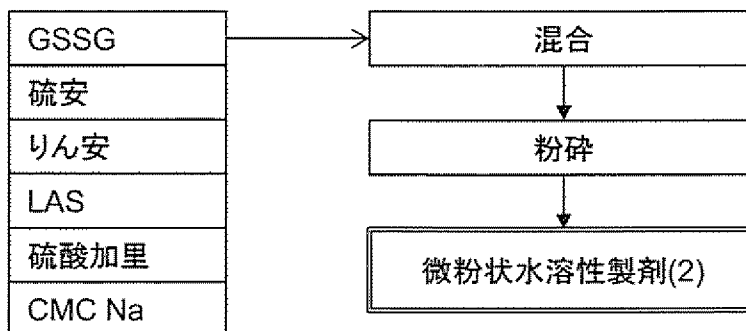 GSSG
硫安
りん安
LAS
硫酸加里
CMC Na
混合
粉砕
微粉状水溶性製剤(2)